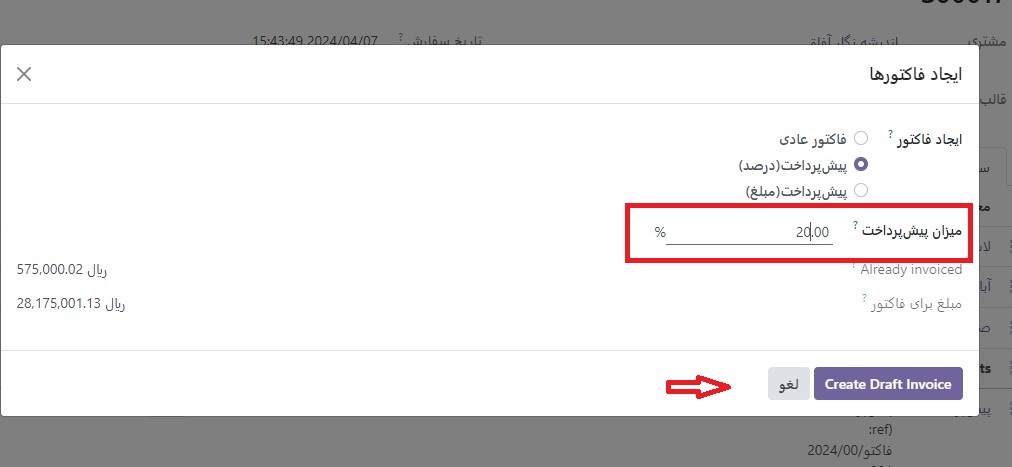 مشتری
اندیشه نگار آفاق
تاریخ سفارش ?
2024/04/07 15:43:49
قالب
ایجاد فاکتورها
ایجاد فاکتور ?
فاکتور عادی
پیش‌پرداخت(درصد)
پیش‌پرداخت(مبلغ)
میزان پیش‌پرداخت ?
20.00 %
Already invoiced ?
575,000.02 ریال
مبلغ برای فاکتور ?
28,175,001.13 ریال
Create Draft Invoice
لغو
(ref:
فاکتو/2024/00